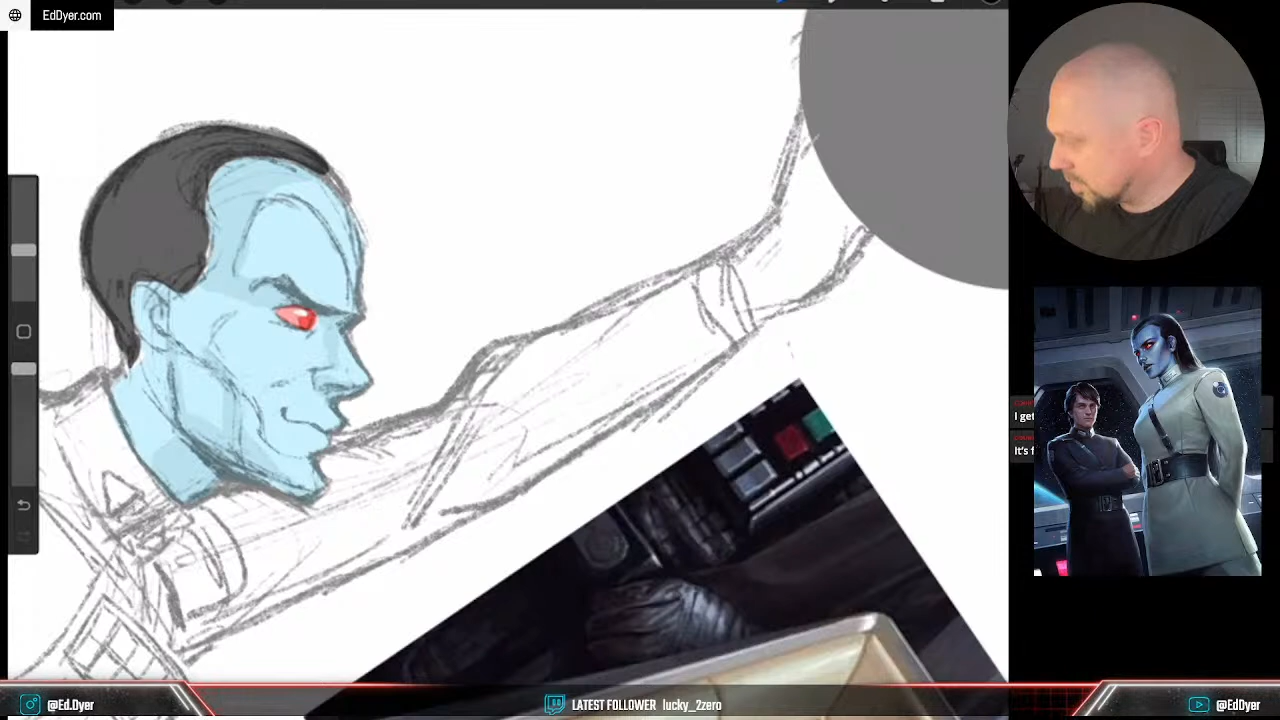 EdDyer.com
I get
It's f
@Ed.Dyer
LATEST FOLLOWER lucky_2zero
@EdDyer